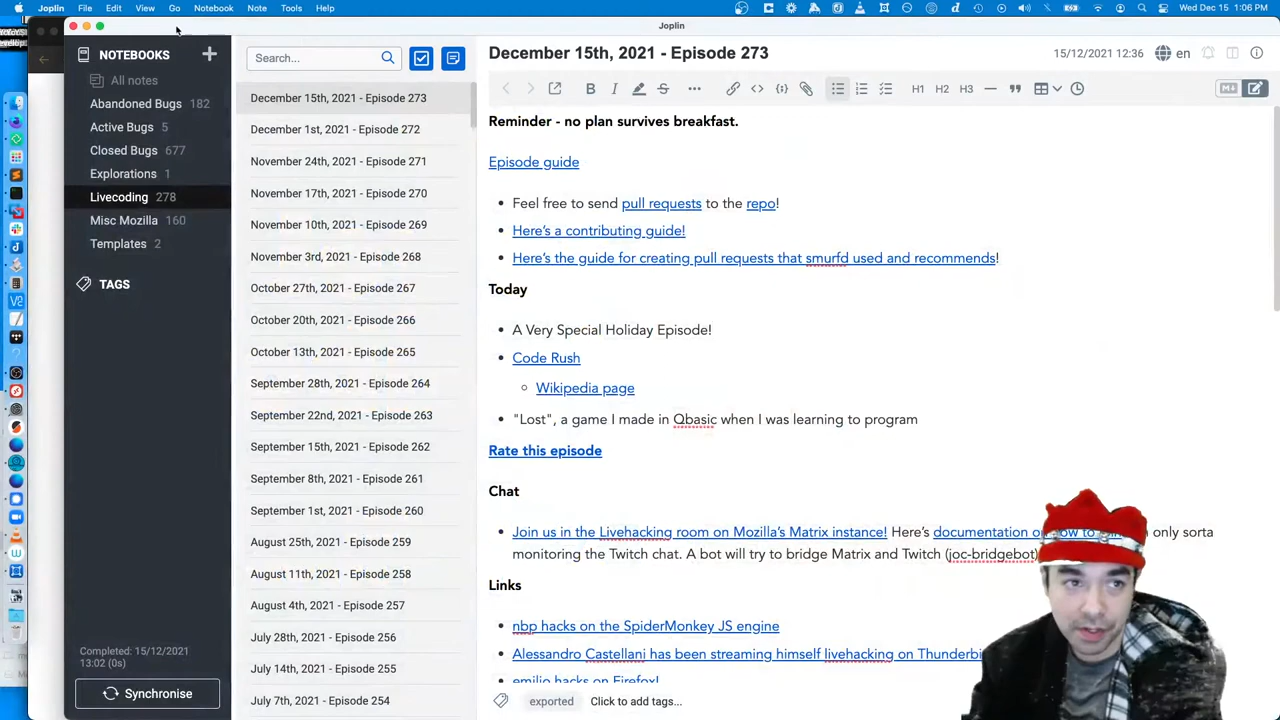 Joplin File Edit View Go Notebook Note Tools Help
Wed Dec 15 1:06 PM
Joplin
NOTEBOOKS
All notes
Abandoned Bugs 182
Active Bugs 5
Closed Bugs 677
Explorations 1
Livecoding 278
Misc Mozilla 160
Templates 2
TAGS
Completed: 15/12/2021
13:02 (0s)
Synchronise
Search...
December 15th, 2021 - Episode 273
December 1st, 2021 - Episode 272
November 24th, 2021 - Episode 271
November 17th, 2021 - Episode 270
November 10th, 2021 - Episode 269
November 3rd, 2021 - Episode 268
October 27th, 2021 - Episode 267
October 20th, 2021 - Episode 266
October 13th, 2021 - Episode 265
September 28th, 2021 - Episode 264
September 22nd, 2021 - Episode 263
September 15th, 2021 - Episode 262
September 8th, 2021 - Episode 261
September 1st, 2021 - Episode 260
August 25th, 2021 - Episode 259
August 11th, 2021 - Episode 258
August 4th, 2021 - Episode 257
July 28th, 2021 - Episode 256
July 14th, 2021 - Episode 255
July 7th, 2021 - Episode 254
December 15th, 2021 - Episode 273
15/12/2021 12:36
en
H1 H2 H3
Reminder - no plan survives breakfast.
Episode guide
Feel free to send pull requests to the repo!
Here's a contributing guide!
Here's the guide for creating pull requests that smurfd used and recommends!
Today
A Very Special Holiday Episode!
Code Rush
Wikipedia page
"Lost", a game I made in Qbasic when I was learning to program
Rate this episode
Chat
Join us in the Livehacking room on Mozilla's Matrix instance! Here's documentation only sorta
monitoring the Twitch chat. A bot will try to bridge Matrix and Twitch (joc-bridgebot)
Links
nbp hacks on the SpiderMonkey JS engine
Alessandro Castellani has been streaming himself livehacking on
emilio hacks on Firefox!
exported Click to add tags...